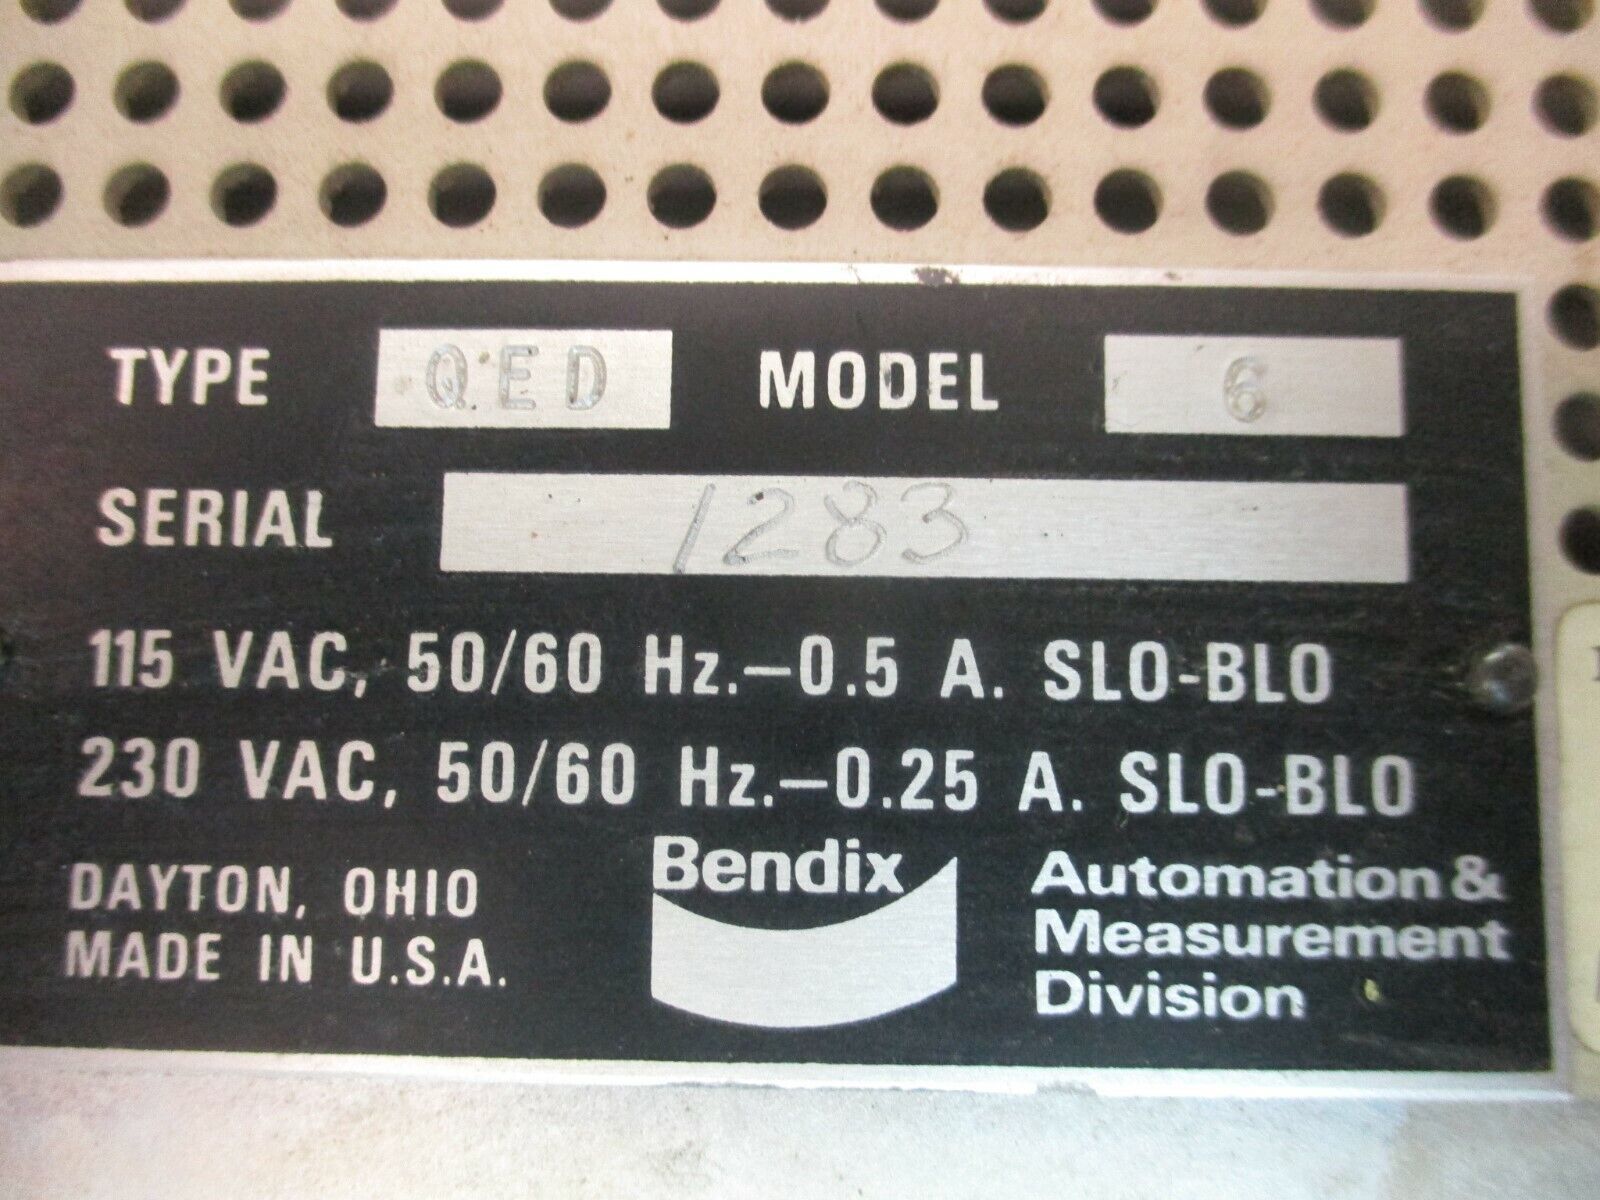 TYPE QED MODEL 6
SERIAL 1283
115 VAC, 50/60 Hz.—0.5 A. SLO-BLO
230 VAC, 50/60 Hz.—0.25 A. SLO-BLO
DAYTON, OHIO
MADE IN U.S.A.
Bendix
Automation &
Measurement
Division